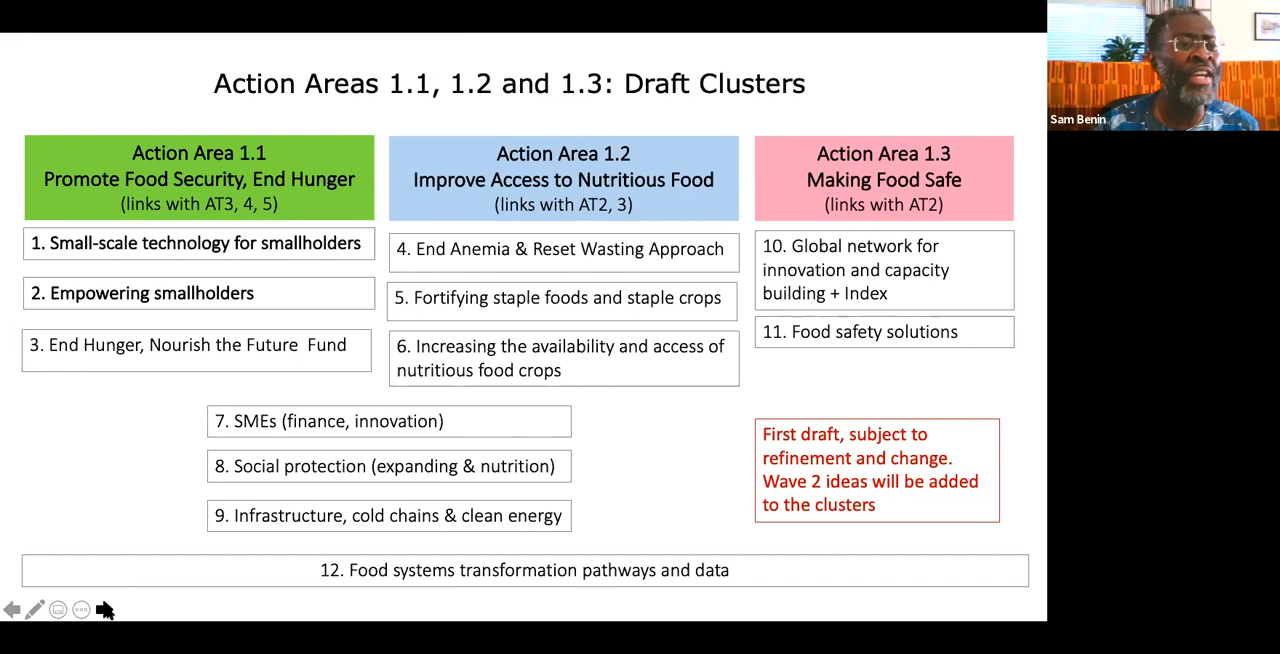 Action Areas 1.1, 1.2 and 1.3: Draft Clusters
Sam Benin
Action Area 1.1
Promote Food Security, End Hunger
(links with AT3, 4, 5)
1. Small-scale technology for smallholders
2. Empowering smallholders
3. End Hunger, Nourish the Future Fund
Action Area 1.2
Improve Access to Nutritious Food
(links with AT2, 3)
4. End Anemia & Reset Wasting Approach
5. Fortifying staple foods and staple crops
6. Increasing the availability and access of
nutritious food crops
Action Area 1.3
Making Food Safe
(links with AT2)
10. Global network for
innovation and capacity
building + Index
11. Food safety solutions
7. SMEs (finance, innovation)
8. Social protection (expanding & nutrition)
9. Infrastructure, cold chains & clean energy
First draft, subject to
refinement and change.
Wave 2 ideas will be added
to the clusters
12. Food systems transformation pathways and data